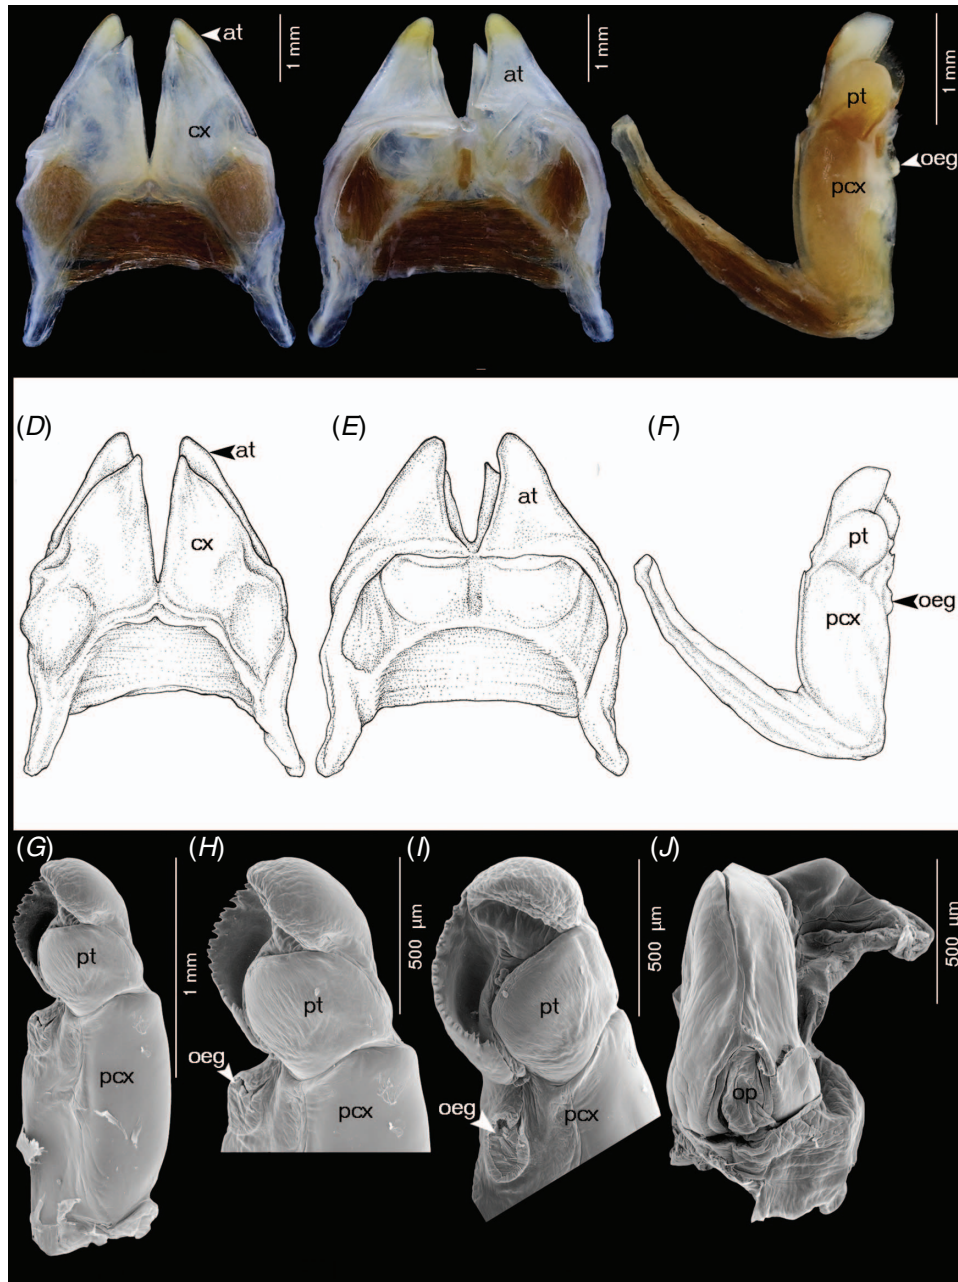 at
1 mm
cx
at
1 mm
pt
oeg
pcx
1 mm
(D)
at
cx
(E)
at
(F)
pt
oeg
pcx
(G)
pt
pcx
1 mm
(H)
pt
oeg
pcx
500 µm
(I)
pt
oeg
pcx
500 µm
(J)
op
500 µm